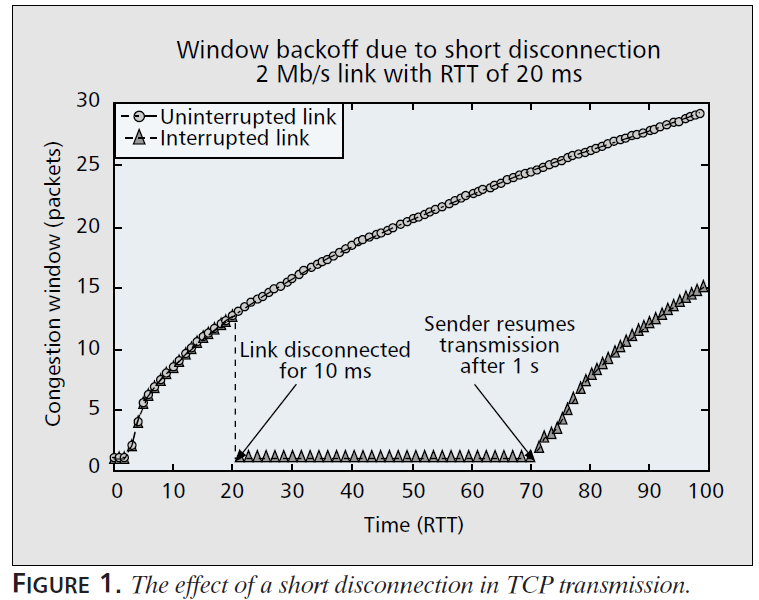 Window backoff due to short disconnection
2 Mb/s link with RTT of 20 ms
Uninterrupted link
Interrupted link
Congestion window (packets)
30
25
20
15
10
5
0
Link disconnected
for 10 ms
Sender resumes
transmission
after 1 s
0 10 20 30 40 50 60 70 80 90 100
Time (RTT)
FIGURE 1. The effect of a short disconnection in TCP transmission.